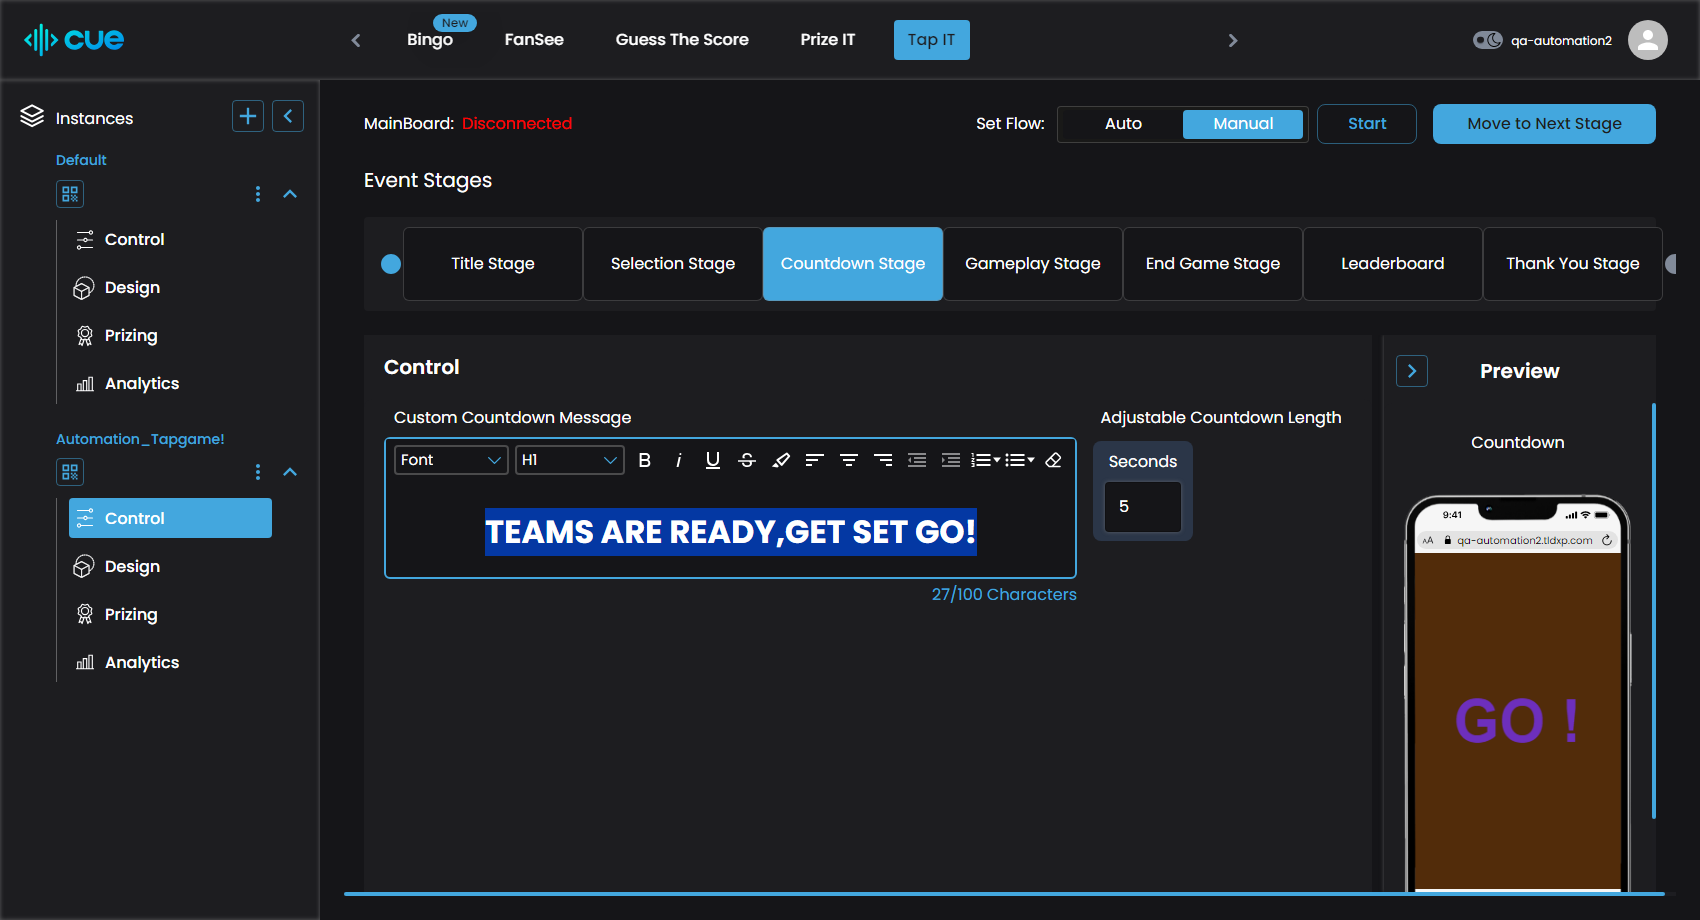 cue
New
Bingo
FanSee
Guess The Score
Prize IT
Tap IT
qa-automation2
Instances
Default
Control
Design
Prizing
Analytics
Automation_Tapgame!
Control
Design
Prizing
Analytics
MainBoard: Disconnected
Set Flow:
Auto
Manual
Start
Move to Next Stage
Event Stages
Title Stage
Selection Stage
Countdown Stage
Gameplay Stage
End Game Stage
Leaderboard
Thank You Stage
Control
Custom Countdown Message
Font
H1
B
i
U
S
TEAMS ARE READY,GET SET GO!
27/100 Characters
Adjustable Countdown Length
Seconds
5
Preview
Countdown
9:41
AA
qa-automation2.tldxp.com
GO !